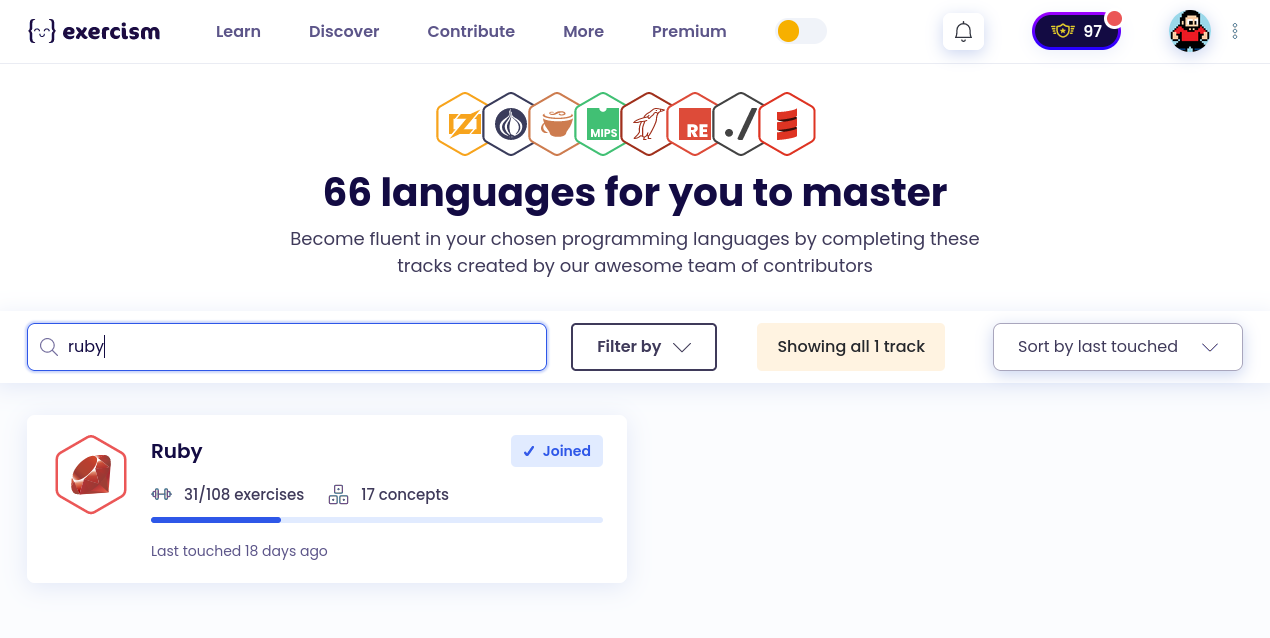 exercism
Learn
Discover
Contribute
More
Premium
97
MIPS
RE
./
66 languages for you to master
Become fluent in your chosen programming languages by completing these
tracks created by our awesome team of contributors
ruby
Filter by
Showing all 1 track
Sort by last touched
Ruby
Joined
31/108 exercises
17 concepts
Last touched 18 days ago